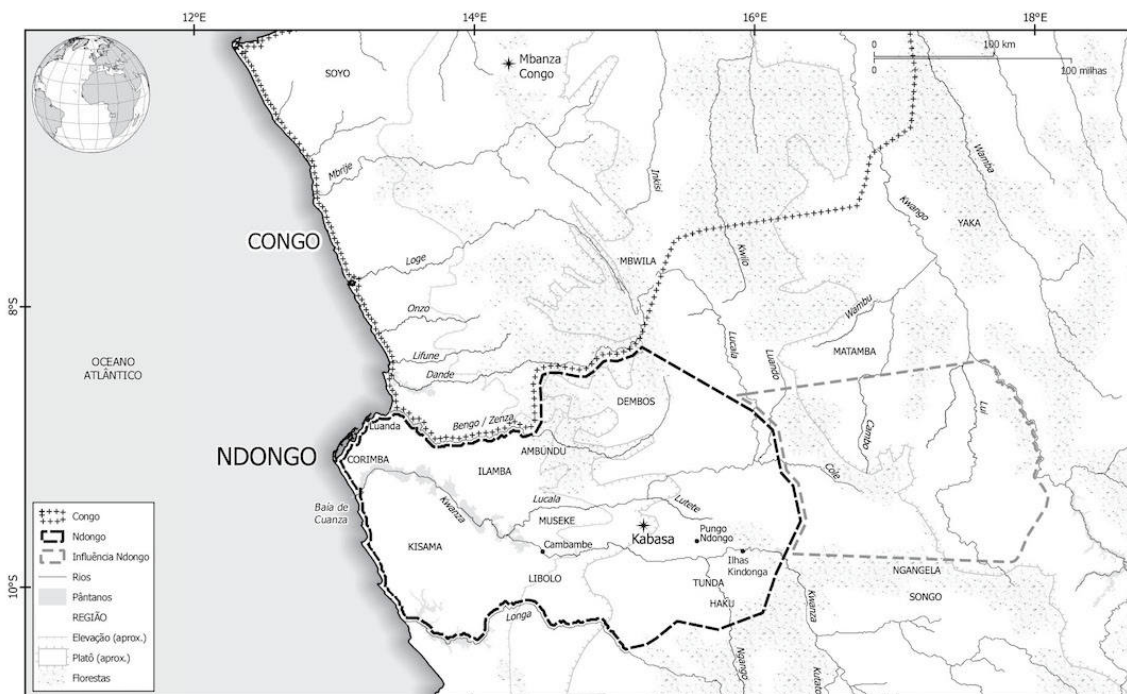 12°E
14°E
16°E
18°E
0
100 km
0
100 milhas
Mbanza
Congo
SOYO
Mbrije
Inkisi
Wamba
Kwango
YAKA
CONGO
MBWILA
Kwilo
Loge
8°S
Onzo
Wambu
Lifune
Lucala
Luando
MATAMBA
OCEANO
ATLÂNTICO
Dande
DEMBOS
Lui
Cambo
Bengo / Zenza
Luanda
NDONGO
CORIMBA
AMBUNDU
ILAMBA
Cole
Baía de
Cuanza
Kwanza
Lucala
Lutete
MUSEKE
Kabasa
Pungo
Ndongo
KISAMA
Cambambe
Ilhas
Kindonga
NGANGELA
10°S
LIBOLO
TUNDA
SONGO
HAKU
Longa
Kwanza
Ngango
Kutato
Congo
Ndongo
Influência Ndongo
Rios
Pântanos
REGIÃO
Elevação (aprox.)
Platô (aprox.)
Florestas